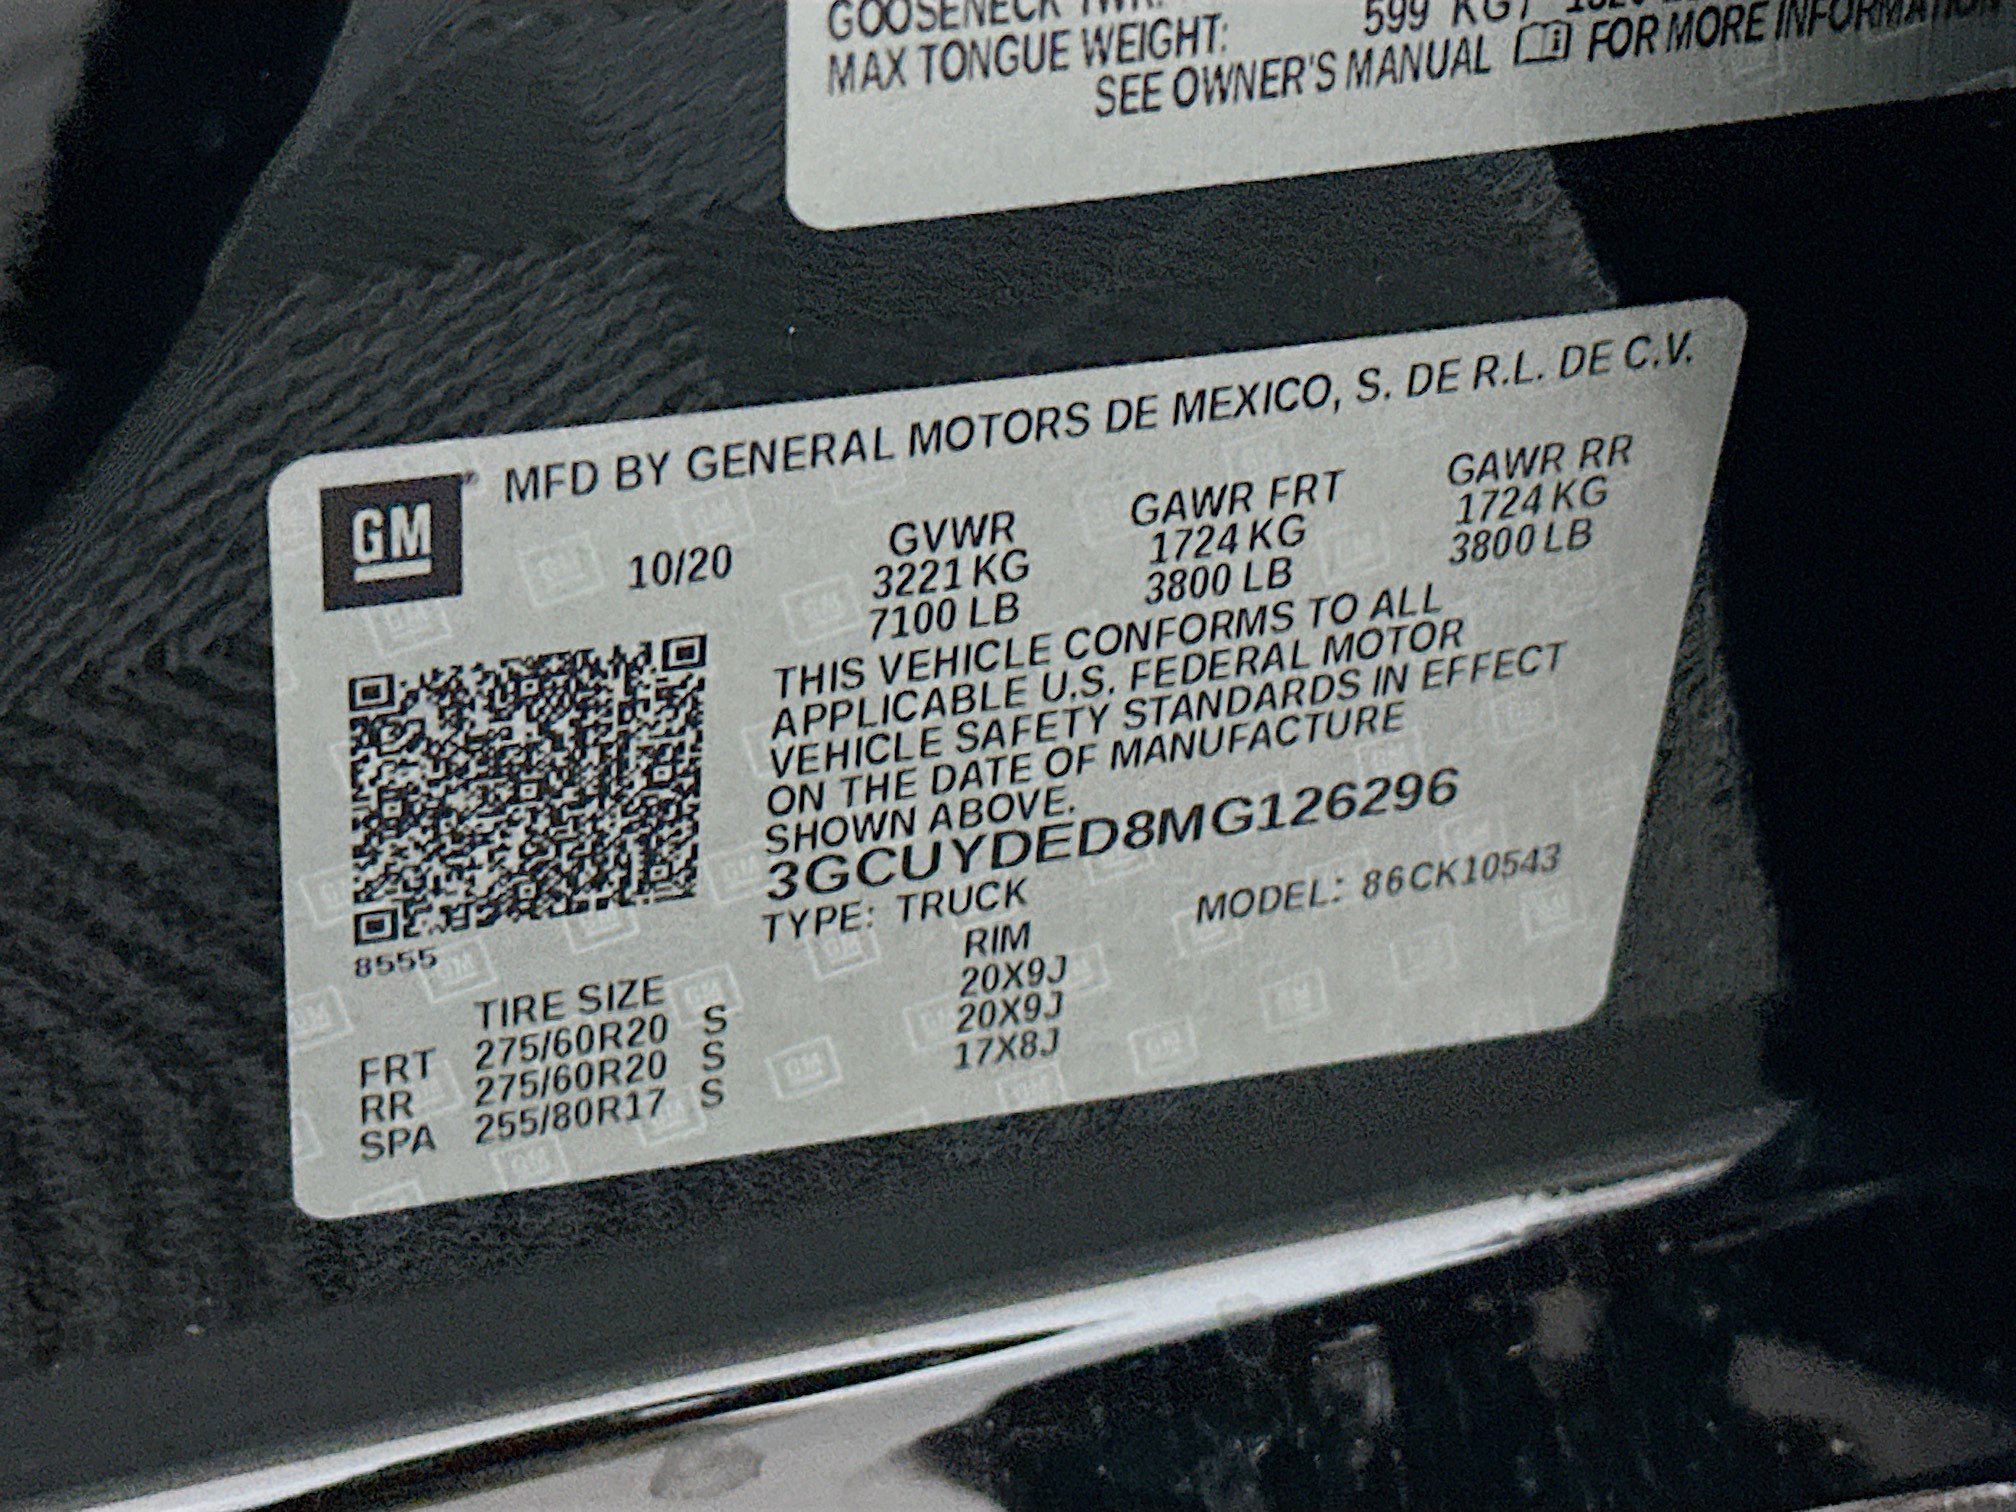 GOOSENECK TWR:
MAX TONGUE WEIGHT: 599 KG/
SEE OWNER'S MANUAL FOR MORE INFORMATION
GM
MFD BY GENERAL MOTORS DE MEXICO, S. DE R.L. DE C.V.
10/20 GVWR GAWR FRT GAWR RR
3221 KG 1724 KG 1724 KG
7100 LB 3800 LB 3800 LB
THIS VEHICLE CONFORMS TO ALL
APPLICABLE U.S. FEDERAL MOTOR
VEHICLE SAFETY STANDARDS IN EFFECT
ON THE DATE OF MANUFACTURE
SHOWN ABOVE.
3GCUYDED8MG126296
TYPE: TRUCK MODEL: 86CK10543
8555
TIRE SIZE RIM
FRT 275/60R20 S 20X9J
RR 275/60R20 S 20X9J
SPA 255/80R17 S 17X8J